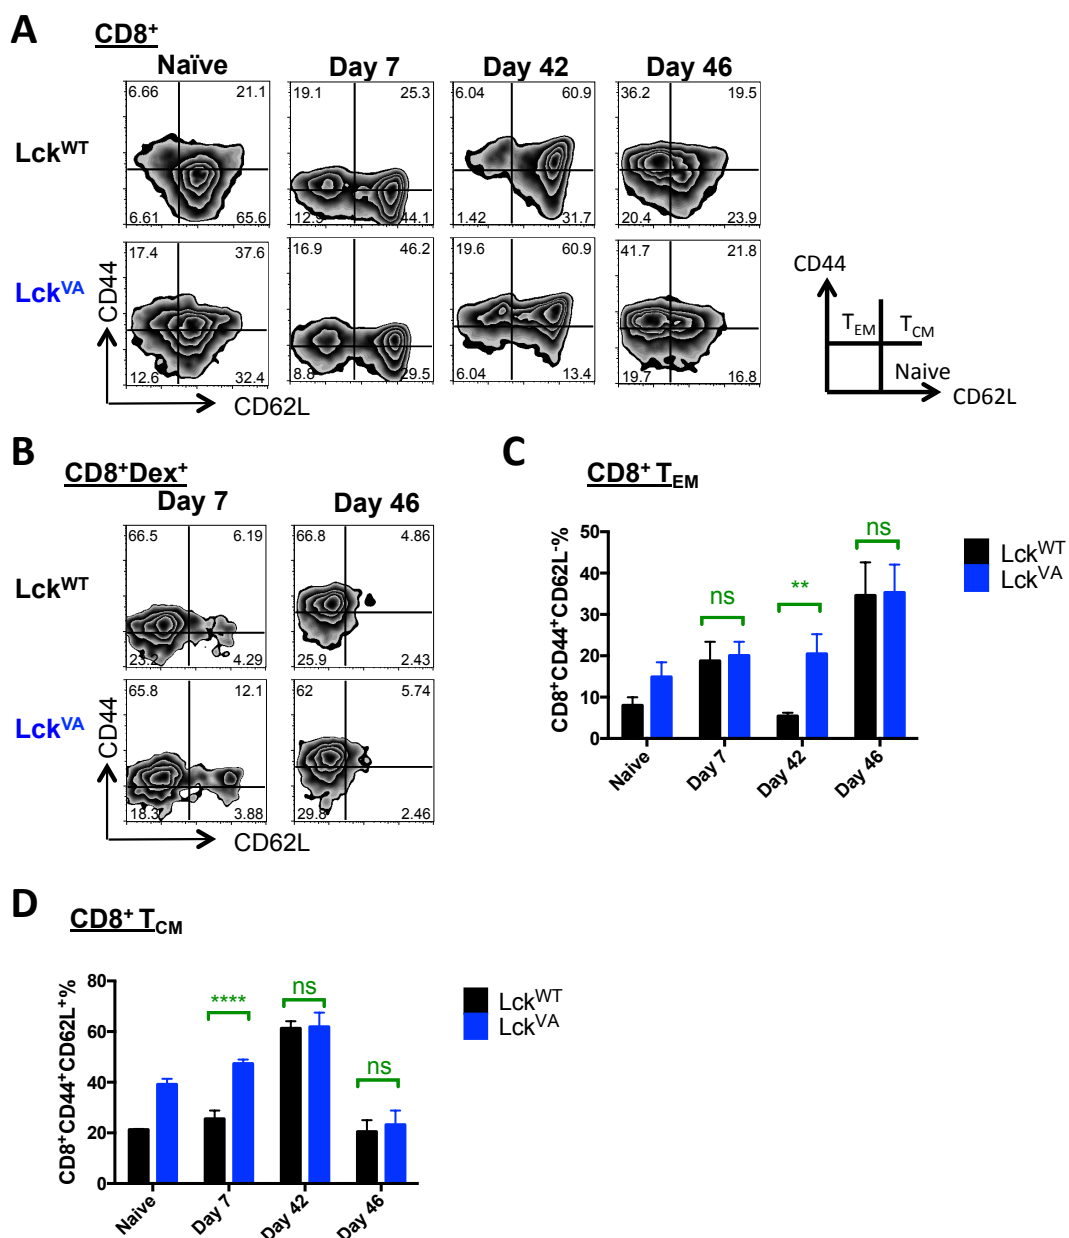 A
CD8+
Naïve Day 7 Day 42 Day 46
LckWT
6.66 21.1 19.1 25.3 6.04 60.9 36.2 19.5
6.61 65.6 44.1 1.42 31.7 20.4 23.9
LckVA
17.4 37.6 16.9 46.2 19.6 60.9 41.7 21.8
12.6 32.4 8.8 29.5 6.04 13.4 19.7 16.8
CD44
CD62L
CD44
TEM TCM
Naive
CD62L
B
CD8+Dex+
Day 7 Day 46
LckWT
66.5 6.19 66.8 4.86
23.2 4.29 25.9 2.43
LckVA
65.8 12.1 62 5.74
18.3 3.88 29.8 2.46
CD44
CD62L
C
CD8+ TEM
CD8+CD44+CD62L-%
50
40
30
20
10
0
ns
**
ns
Naive Day 7 Day 42 Day 46
LckWT
LckVA
D
CD8+ TCM
CD8+CD44+CD62L+%
80
60
40
20
0
****
ns
ns
Naive Day 7 Day 42 Day 46
LckWT
LckVA